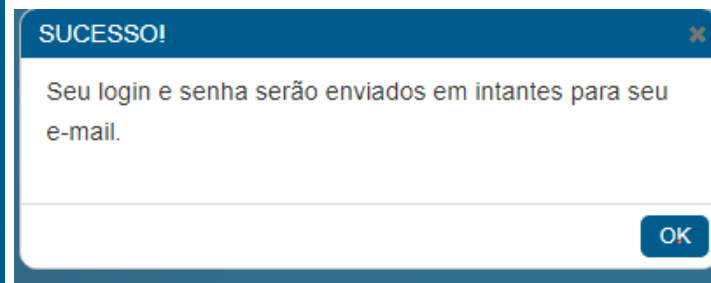 SUCESSO!
Seu login e senha serão enviados em intantes para seu
e-mail.
OK